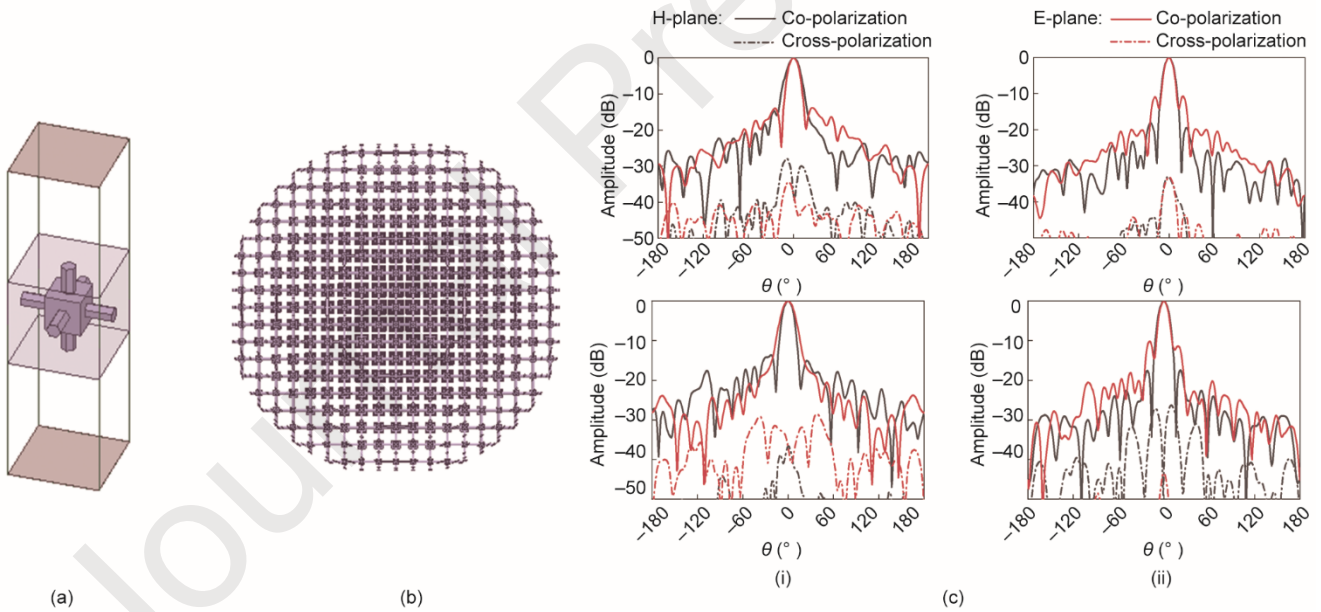 H-plane: Co-polarization
Cross-polarization
E-plane: Co-polarization
Cross-polarization
0
−10
−20
−30
−40
−50
Amplitude (dB)
−180
−120
−60
0
60
120
180
θ (°)
0
−10
−20
−30
−40
Amplitude (dB)
−180
−120
−60
0
60
120
180
θ (°)
0
−10
−20
−30
−40
−50
Amplitude (dB)
−180
−120
−60
0
60
120
180
θ (°)
(i)
0
−10
−20
−30
−40
Amplitude (dB)
−180
−120
−60
0
60
120
180
θ (°)
(ii)
(a)
(b)
(c)
Journal Pre